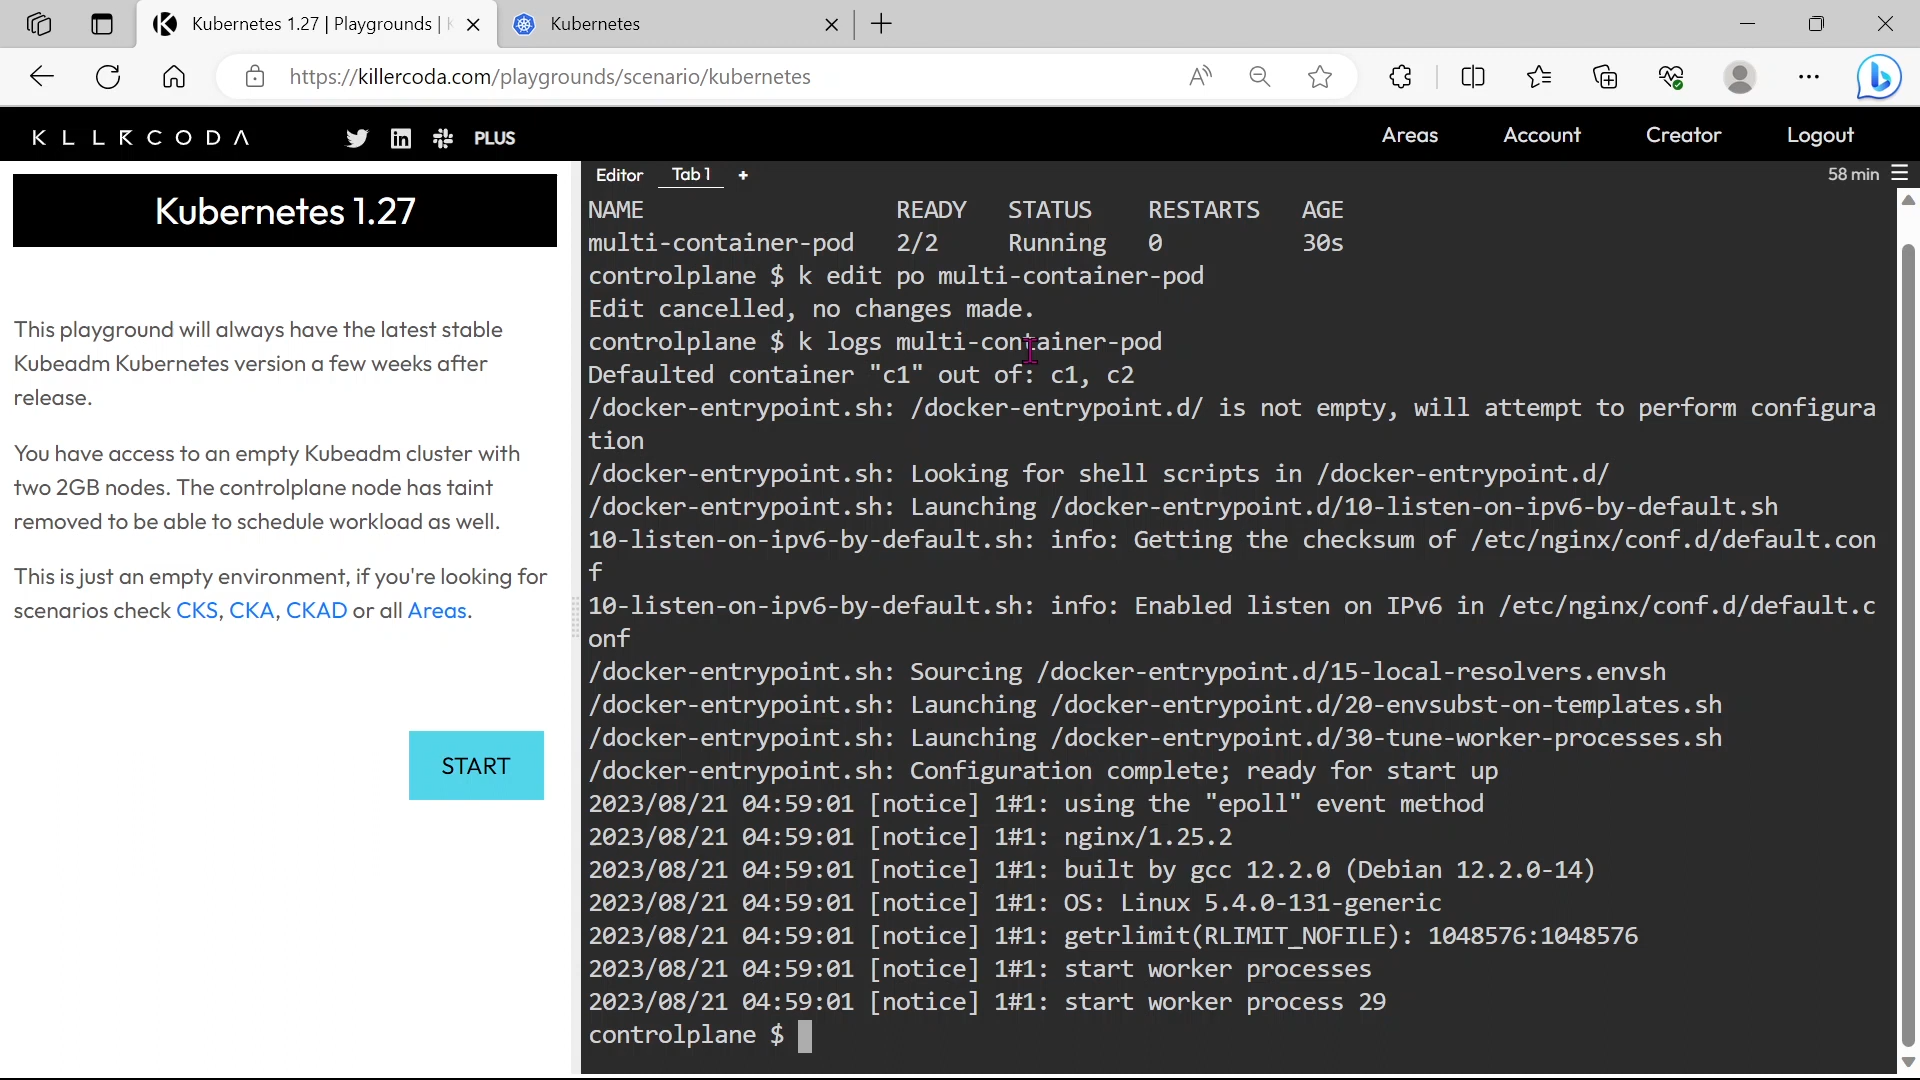 Kubernetes 1.27 | Playgrounds | K
Kubernetes
https://killercoda.com/playgrounds/scenario/kubernetes
KLLRCODA
PLUS
Areas
Account
Creator
Logout
Kubernetes 1.27
This playground will always have the latest stable
Kubeadm Kubernetes version a few weeks after
release.
You have access to an empty Kubeadm cluster with
two 2GB nodes. The controlplane node has taint
removed to be able to schedule workload as well.
This is just an empty environment, if you're looking for
scenarios check CKS, CKA, CKAD or all Areas.
START
Editor Tab 1 +
58 min
NAME READY STATUS RESTARTS AGE
multi-container-pod 2/2 Running 0 30s
controlplane $ k edit po multi-container-pod
Edit cancelled, no changes made.
controlplane $ k logs multi-container-pod
Defaulted container "c1" out of: c1, c2
/docker-entrypoint.sh: /docker-entrypoint.d/ is not empty, will attempt to perform configura
tion
/docker-entrypoint.sh: Looking for shell scripts in /docker-entrypoint.d/
/docker-entrypoint.sh: Launching /docker-entrypoint.d/10-listen-on-ipv6-by-default.sh
10-listen-on-ipv6-by-default.sh: info: Getting the checksum of /etc/nginx/conf.d/default.con
f
10-listen-on-ipv6-by-default.sh: info: Enabled listen on IPv6 in /etc/nginx/conf.d/default.c
onf
/docker-entrypoint.sh: Sourcing /docker-entrypoint.d/15-local-resolvers.envsh
/docker-entrypoint.sh: Launching /docker-entrypoint.d/20-envsubst-on-templates.sh
/docker-entrypoint.sh: Launching /docker-entrypoint.d/30-tune-worker-processes.sh
/docker-entrypoint.sh: Configuration complete; ready for start up
2023/08/21 04:59:01 [notice] 1#1: using the "epoll" event method
2023/08/21 04:59:01 [notice] 1#1: nginx/1.25.2
2023/08/21 04:59:01 [notice] 1#1: built by gcc 12.2.0 (Debian 12.2.0-14)
2023/08/21 04:59:01 [notice] 1#1: OS: Linux 5.4.0-131-generic
2023/08/21 04:59:01 [notice] 1#1: getrlimit(RLIMIT_NOFILE): 1048576:1048576
2023/08/21 04:59:01 [notice] 1#1: start worker processes
2023/08/21 04:59:01 [notice] 1#1: start worker process 29
controlplane $